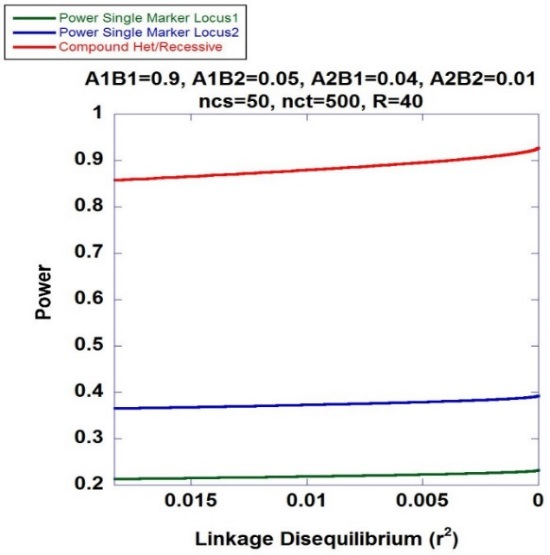 Power Single Marker Locus1
Power Single Marker Locus2
Compound Het/Recessive
A1B1=0.9, A1B2=0.05, A2B1=0.04, A2B2=0.01
ncs=50, nct=500, R=40
1
0.9
0.8
0.7
0.6
0.5
0.4
0.3
0.2
Power
0.015
0.01
0.005
0
Linkage Disequilibrium (r²)